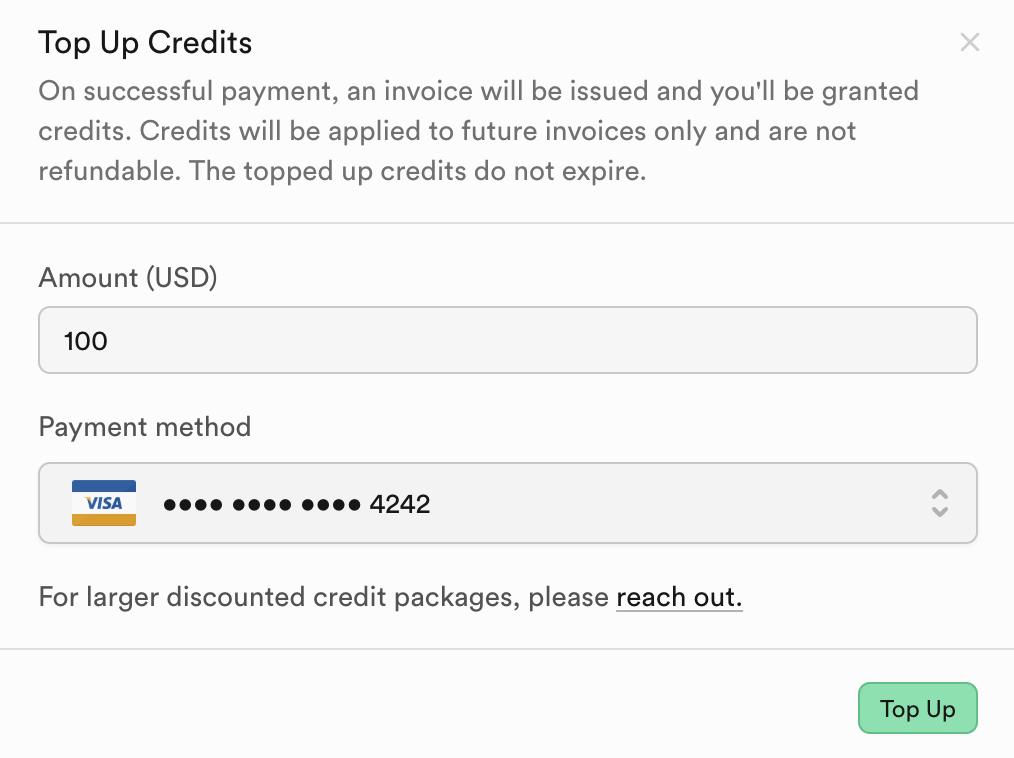 Top Up Credits
On successful payment, an invoice will be issued and you'll be granted
credits. Credits will be applied to future invoices only and are not
refundable. The topped up credits do not expire.
Amount (USD)
100
Payment method
VISA •••• •••• •••• 4242
For larger discounted credit packages, please reach out.
Top Up